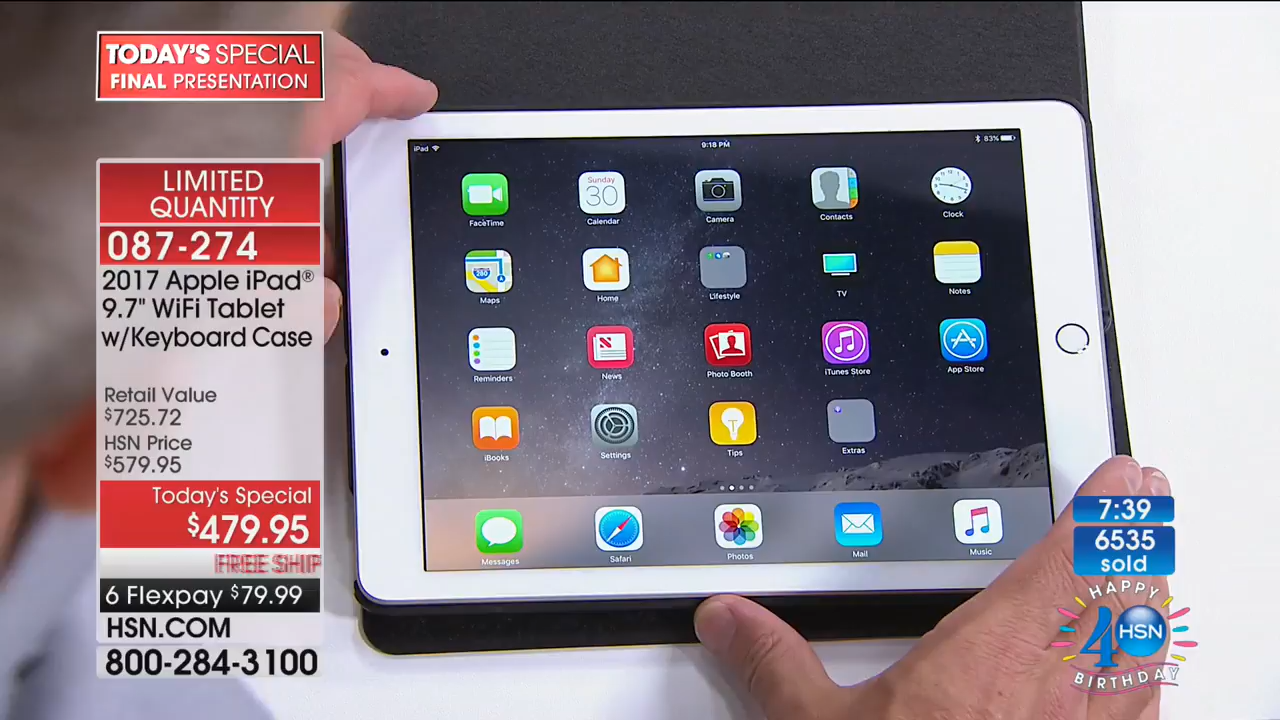 TODAY'S SPECIAL
FINAL PRESENTATION
LIMITED
QUANTITY
087-274
2017 Apple iPad®
9.7" WiFi Tablet
w/Keyboard Case
Retail Value
$725.72
HSN Price
$579.95
Today's Special
$479.95
FREE SHIP
6 Flexpay $79.99
HSN.COM
800-284-3100
iPad
9:18 PM
83%
FaceTime
Sunday
30
Calendar
Camera
Contacts
Clock
280
Maps
Home
Lifestyle
TV
Notes
Reminders
News
Photo Booth
iTunes Store
App Store
iBooks
Settings
Tips
Extras
Messages
Safari
Photos
Mail
Music
7:39
6535
sold
HAPPY
40 HSN
BIRTHDAY